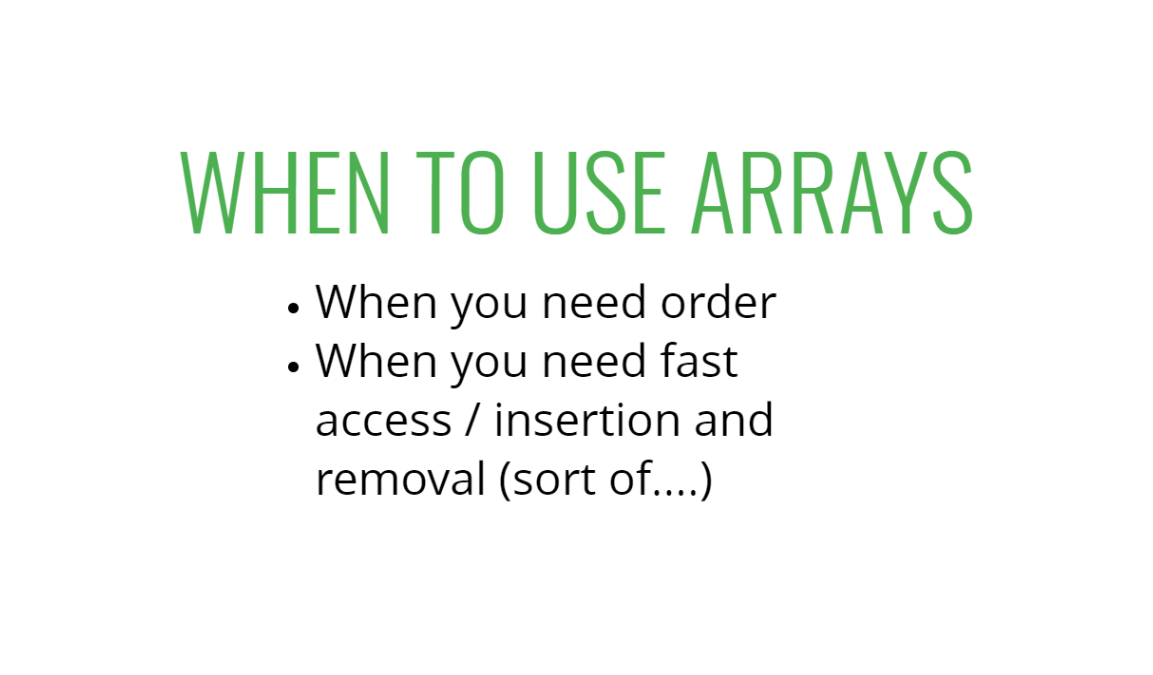 WHEN TO USE ARRAYS
• When you need order
• When you need fast
access / insertion and
removal (sort of....)